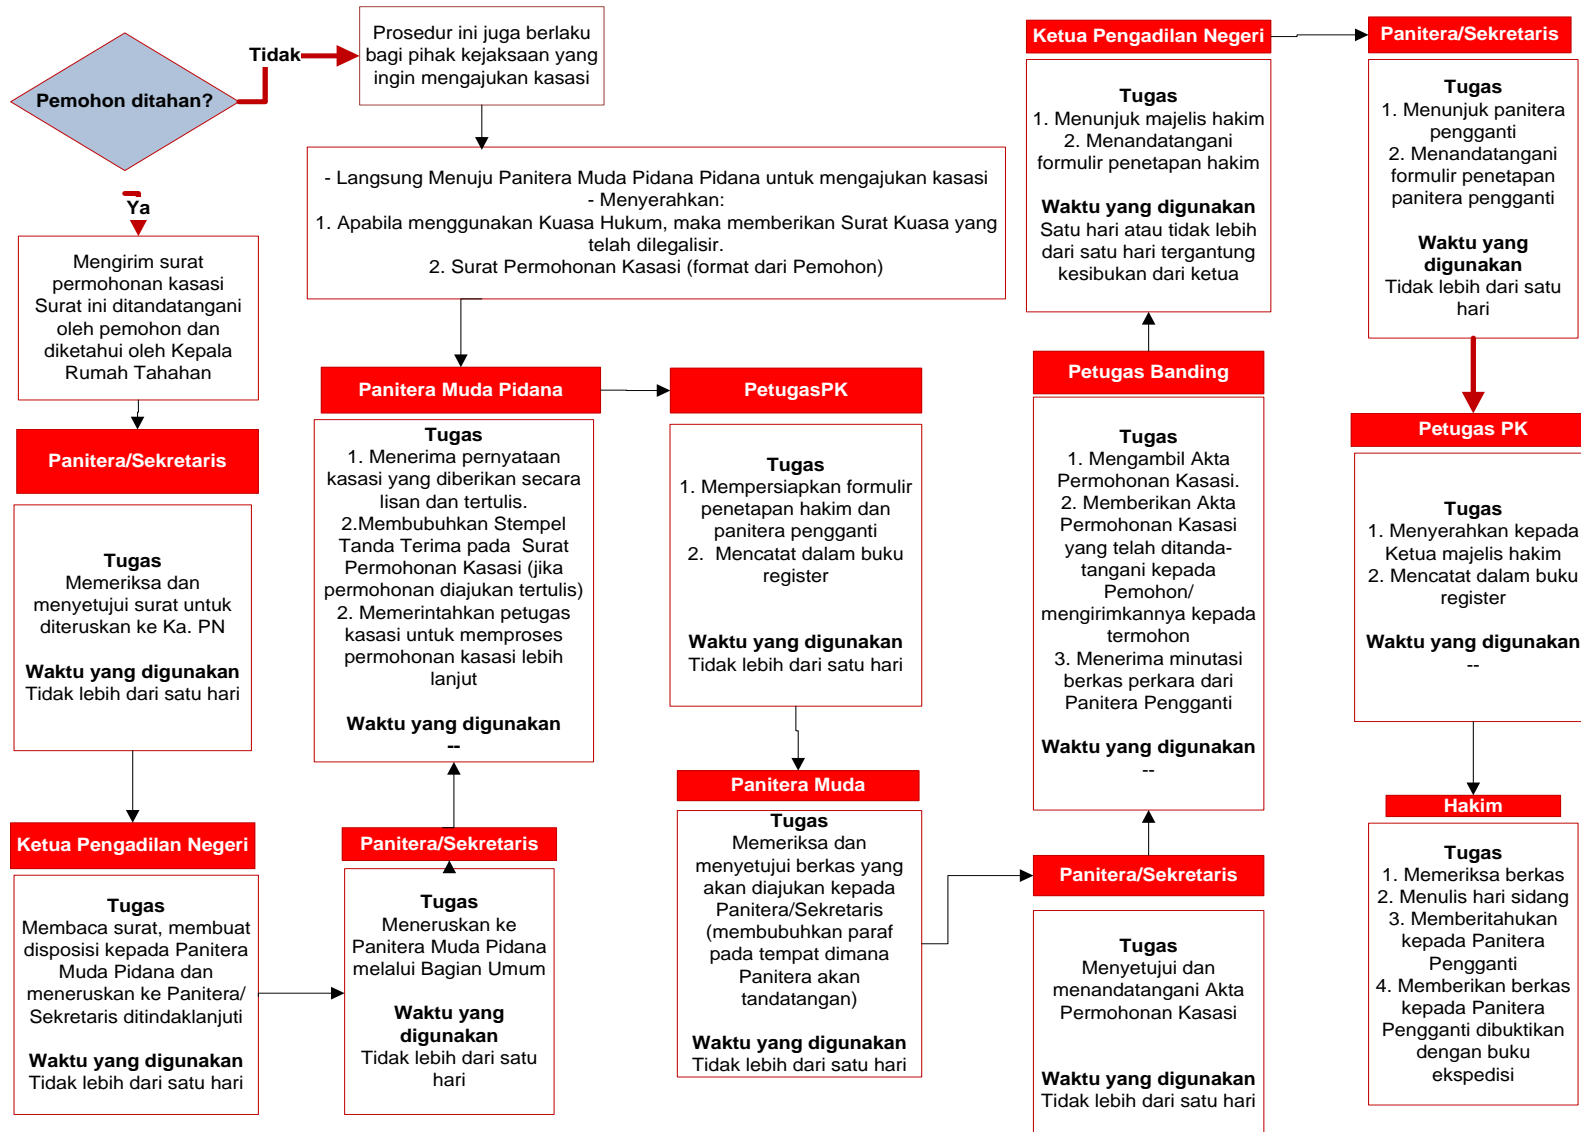 Pemohon ditahan?
Tidak
Ya
Prosedur ini juga berlaku
bagi pihak kejaksaan yang
ingin mengajukan kasasi
- Langsung Menuju Panitera Muda Pidana Pidana untuk mengajukan kasasi
- Menyerahkan:
1. Apabila menggunakan Kuasa Hukum, maka memberikan Surat Kuasa yang
telah dilegalisir.
2. Surat Permohonan Kasasi (format dari Pemohon)
Mengirim surat
permohonan kasasi
Surat ini ditandatangani
oleh pemohon dan
diketahui oleh Kepala
Rumah Tahahan
Panitera/Sekretaris
Tugas
Memeriksa dan
menyetujui surat untuk
diteruskan ke Ka. PN
Waktu yang digunakan
Tidak lebih dari satu hari
Ketua Pengadilan Negeri
Tugas
Membaca surat, membuat
disposisi kepada Panitera
Muda Pidana dan
meneruskan ke Panitera/
Sekretaris ditindaklanjuti
Waktu yang digunakan
Tidak lebih dari satu hari
Panitera/Sekretaris
Tugas
Meneruskan ke
Panitera Muda Pidana
melalui Bagian Umum
Waktu yang
digunakan
Tidak lebih dari satu
hari
Panitera Muda Pidana
Tugas
1. Menerima pernyataan
kasasi yang diberikan secara
lisan dan tertulis.
2.Membubuhkan Stempel
Tanda Terima pada  Surat
Permohonan Kasasi (jika
permohonan diajukan tertulis)
2. Memerintahkan petugas
kasasi untuk memproses
permohonan kasasi lebih
lanjut
Waktu yang digunakan
--
PetugasPK
Tugas
1. Mempersiapkan formulir
penetapan hakim dan
panitera pengganti
2.  Mencatat dalam buku
register
Waktu yang digunakan
Tidak lebih dari satu hari
Panitera Muda
Tugas
Memeriksa dan
menyetujui berkas yang
akan diajukan kepada
Panitera/Sekretaris
(membubuhkan paraf
pada tempat dimana
Panitera akan
tandatangan)
Waktu yang digunakan
Tidak lebih dari satu hari
Panitera/Sekretaris
Tugas
Menyetujui dan
menandatangani Akta
Permohonan Kasasi
Waktu yang digunakan
Tidak lebih dari satu hari
Petugas Banding
Tugas
1. Mengambil Akta
Permohonan Kasasi.
2. Memberikan Akta
Permohonan Kasasi
yang telah ditanda-
tangani kepada
Pemohon/
mengirimkannya kepada
termohon
3. Menerima minutasi
berkas perkara dari
Panitera Pengganti
Waktu yang digunakan
--
Ketua Pengadilan Negeri
Tugas
1. Menunjuk majelis hakim
2. Menandatangani
formulir penetapan hakim
Waktu yang digunakan
Satu hari atau tidak lebih
dari satu hari tergantung
kesibukan dari ketua
Panitera/Sekretaris
Tugas
1. Menunjuk panitera
pengganti
2. Menandatangani
formulir penetapan
panitera pengganti
Waktu yang
digunakan
Tidak lebih dari satu
hari
Petugas PK
Tugas
1. Menyerahkan kepada
Ketua majelis hakim
2. Mencatat dalam buku
register
Waktu yang digunakan
--
Hakim
Tugas
1. Memeriksa berkas
2. Menulis hari sidang
3. Memberitahukan
kepada Panitera
Pengganti
4. Memberikan berkas
kepada Panitera
Pengganti dibuktikan
dengan buku
ekspedisi